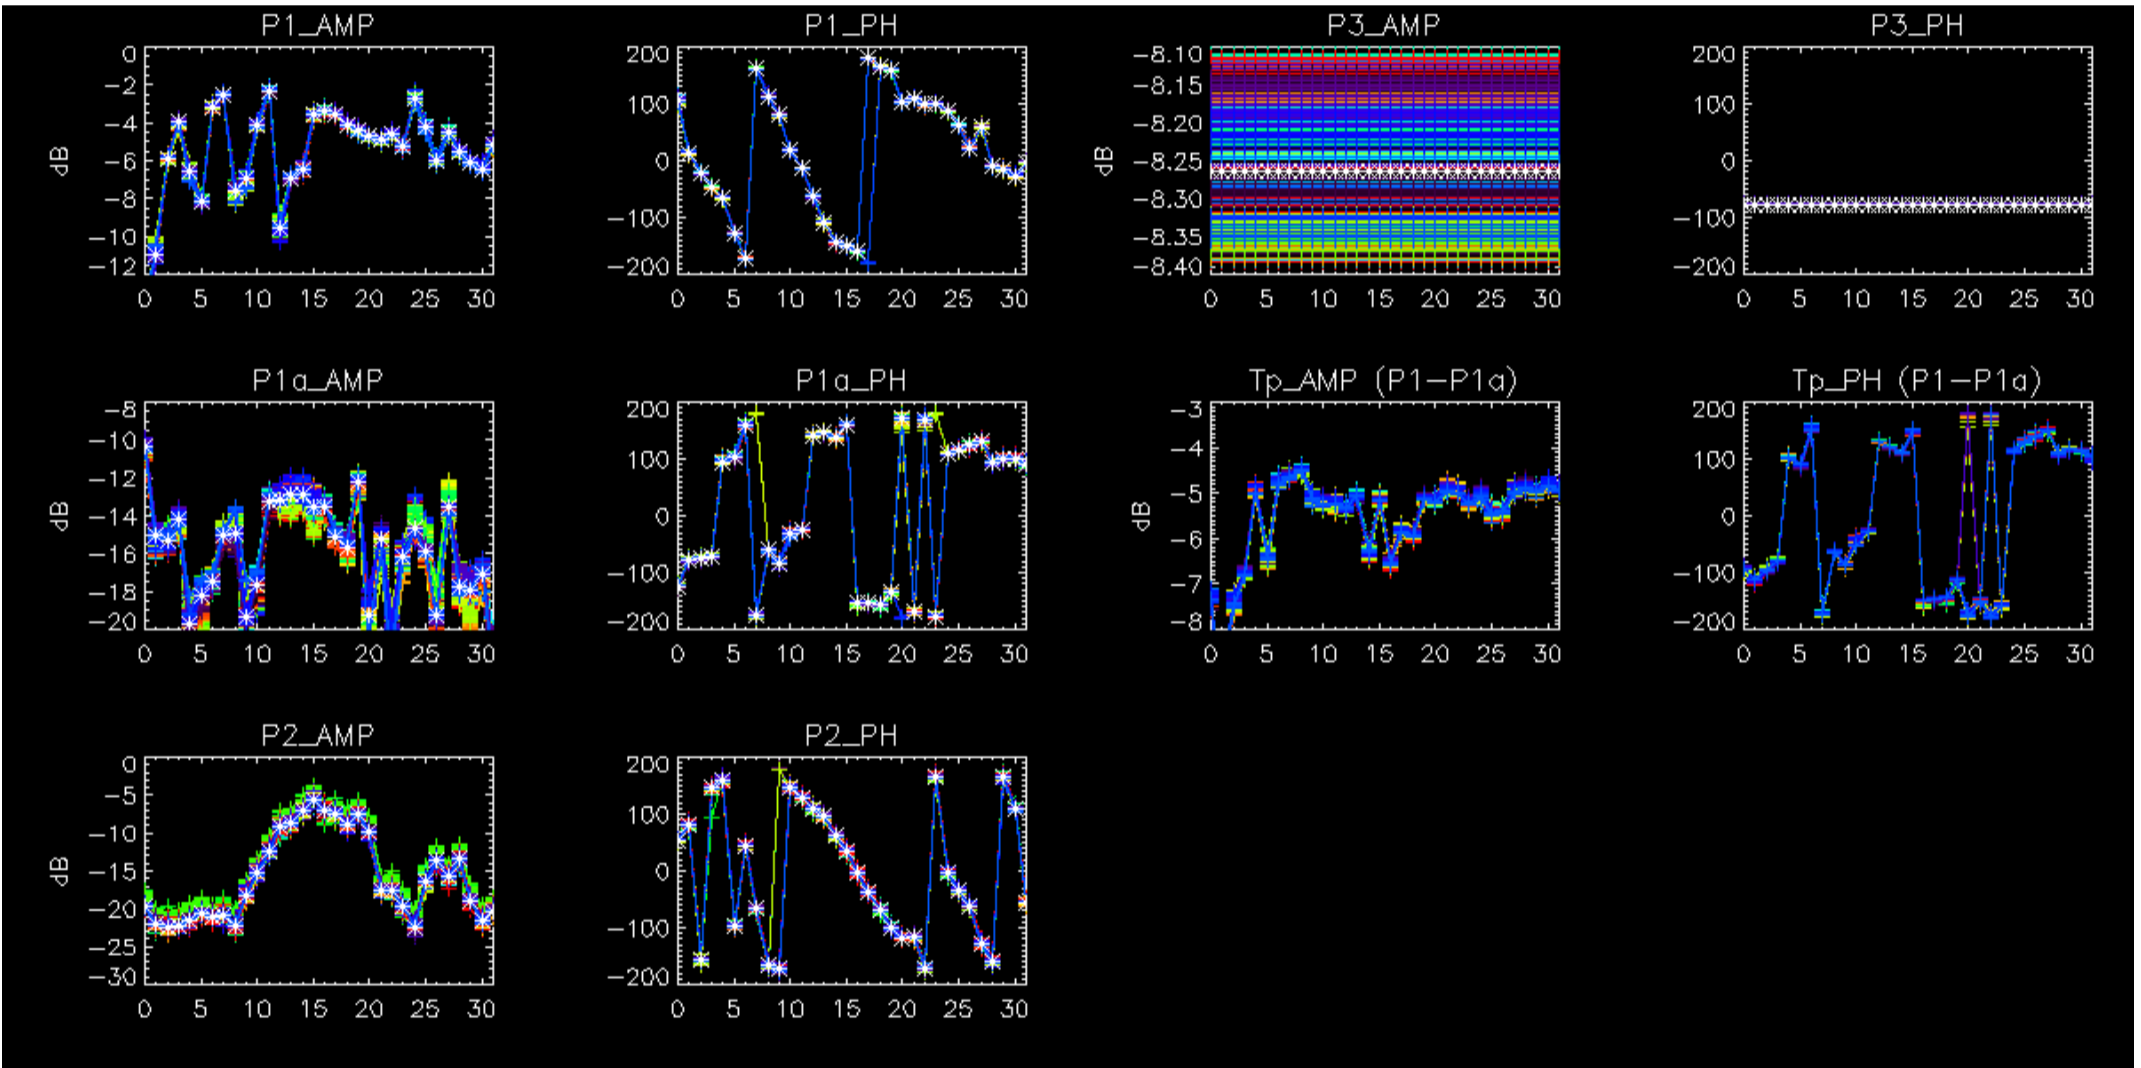 P1_AMP
0
−2
−4
−6
−8
−10
−12
dB
0 5 10 15 20 25 30
P1_PH
200
100
0
−100
−200
0 5 10 15 20 25 30
P3_AMP
−8.10
−8.15
−8.20
−8.25
−8.30
−8.35
−8.40
dB
0 5 10 15 20 25 30
P3_PH
200
100
0
−100
−200
0 5 10 15 20 25 30
P1a_AMP
−8
−10
−12
−14
−16
−18
−20
dB
0 5 10 15 20 25 30
P1a_PH
200
100
0
−100
−200
0 5 10 15 20 25 30
Tp_AMP (P1−P1a)
−3
−4
−5
−6
−7
−8
dB
0 5 10 15 20 25 30
Tp_PH (P1−P1a)
200
100
0
−100
−200
0 5 10 15 20 25 30
P2_AMP
0
−5
−10
−15
−20
−25
−30
dB
0 5 10 15 20 25 30
P2_PH
200
100
0
−100
−200
0 5 10 15 20 25 30